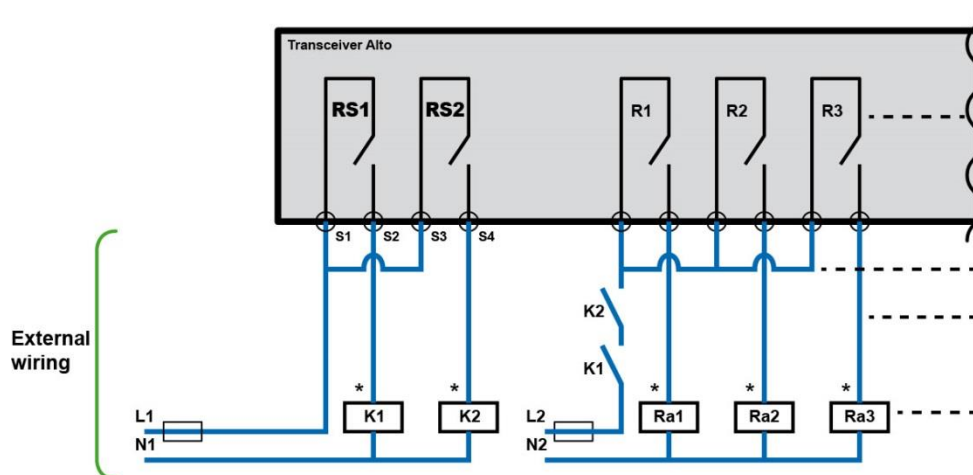 Transceiver Alto
RS1
RS2
R1
R2
R3
S1
S2
S3
S4
K2
K1
External
wiring
* * * * *
L1
K1
K2
L2
Ra1
Ra2
Ra3
N1
N2